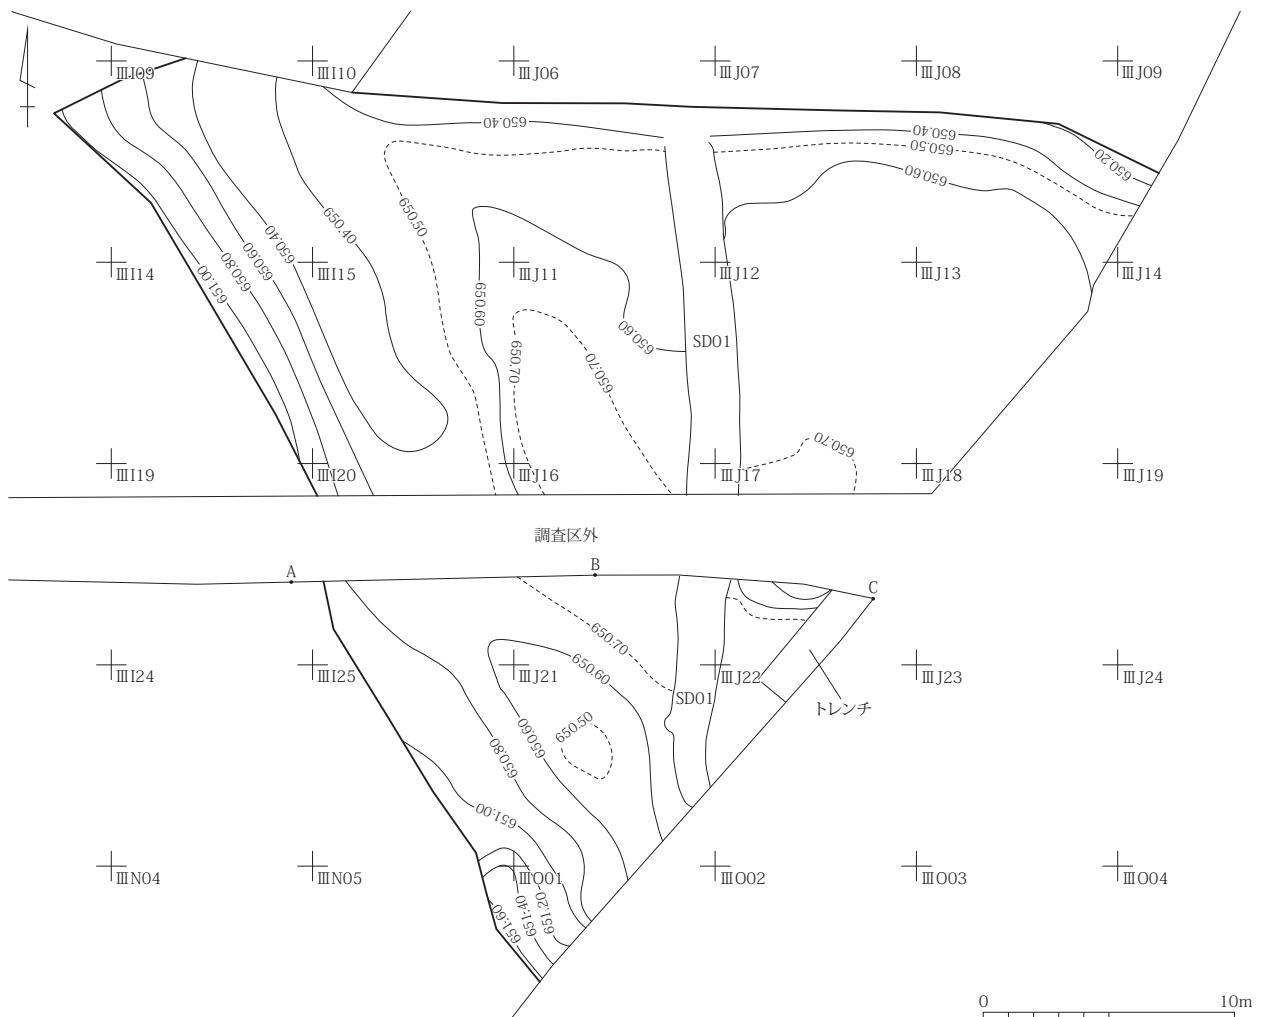 ⅢI09
ⅢI10
ⅢJ06
ⅢJ07
ⅢJ08
ⅢJ09
650.40
650.40
650.50
650.60
650.20
650.50
650.40
650.40
650.60
650.80
651.00
ⅢI14
ⅢI15
ⅢJ11
ⅢJ12
ⅢJ13
ⅢJ14
650.60
650.60
650.70
650.70
SD01
650.70
ⅢI19
ⅢI20
ⅢJ16
ⅢJ17
ⅢJ18
ⅢJ19
調査区外
A
B
C
650.70
650.60
ⅢI24
ⅢI25
ⅢJ21
ⅢJ22
ⅢJ23
ⅢJ24
SD01
トレンチ
650.50
650.60
650.80
651.00
ⅢN04
ⅢN05
ⅢO01
ⅢO02
ⅢO03
ⅢO04
651.20
651.40
651.60
0 10m